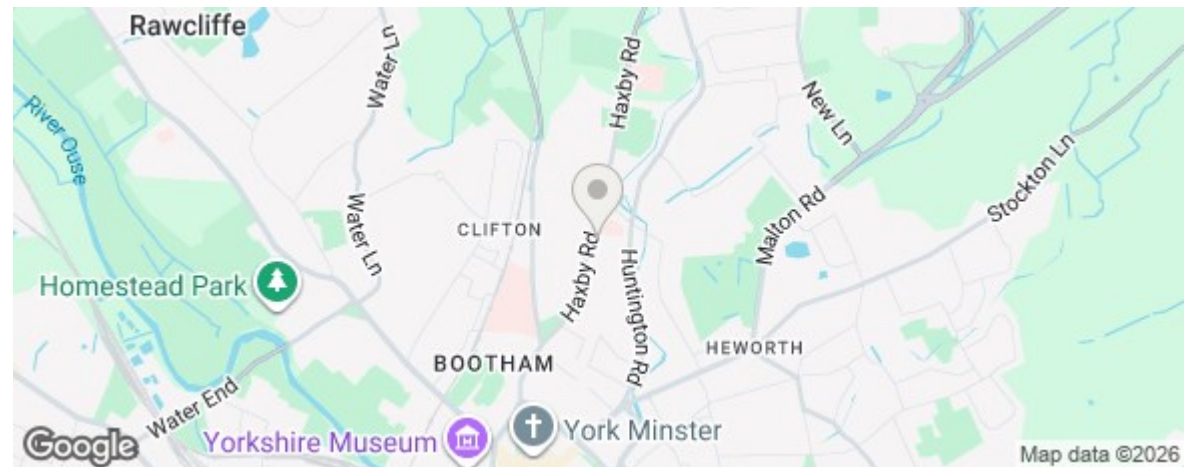 Rawcliffe
Water Ln
Haxby Rd
New Ln
River Ouse
Malton Rd
Stockton Ln
Water Ln
CLIFTON
Haxby Rd
Huntington Rd
Homestead Park
HEWORTH
BOOTHAM
Water End
Yorkshire Museum
York Minster
Google
Map data ©2026